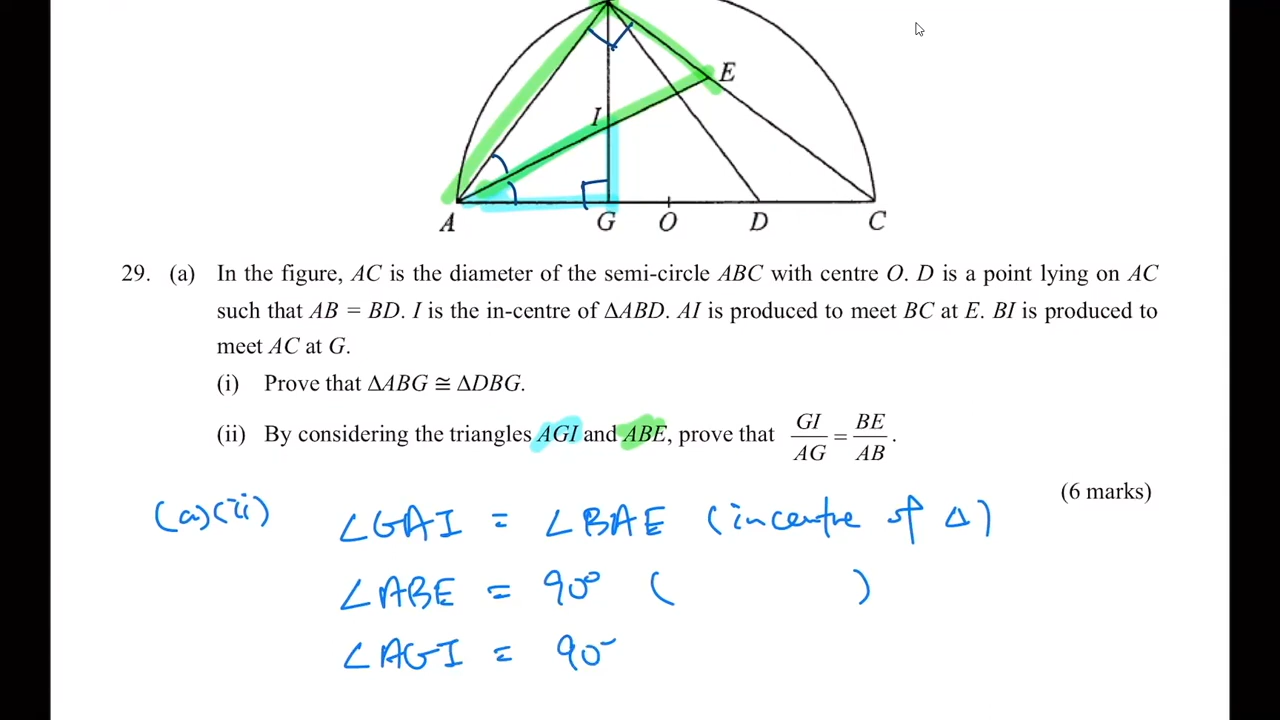 E
I
A G O D C
29. (a) In the figure, AC is the diameter of the semi-circle ABC with centre O. D is a point lying on AC
such that AB = BD. I is the in-centre of ΔABD. AI is produced to meet BC at E. BI is produced to
meet AC at G.
(i) Prove that ΔABG ≅ ΔDBG.
(ii) By considering the triangles AGI and ABE, prove that GI/AG = BE/AB.
(6 marks)
(a)(ii) ∠GAI = ∠BAE (incentre of Δ)
∠ABE = 90° ( )
∠AGI = 90°